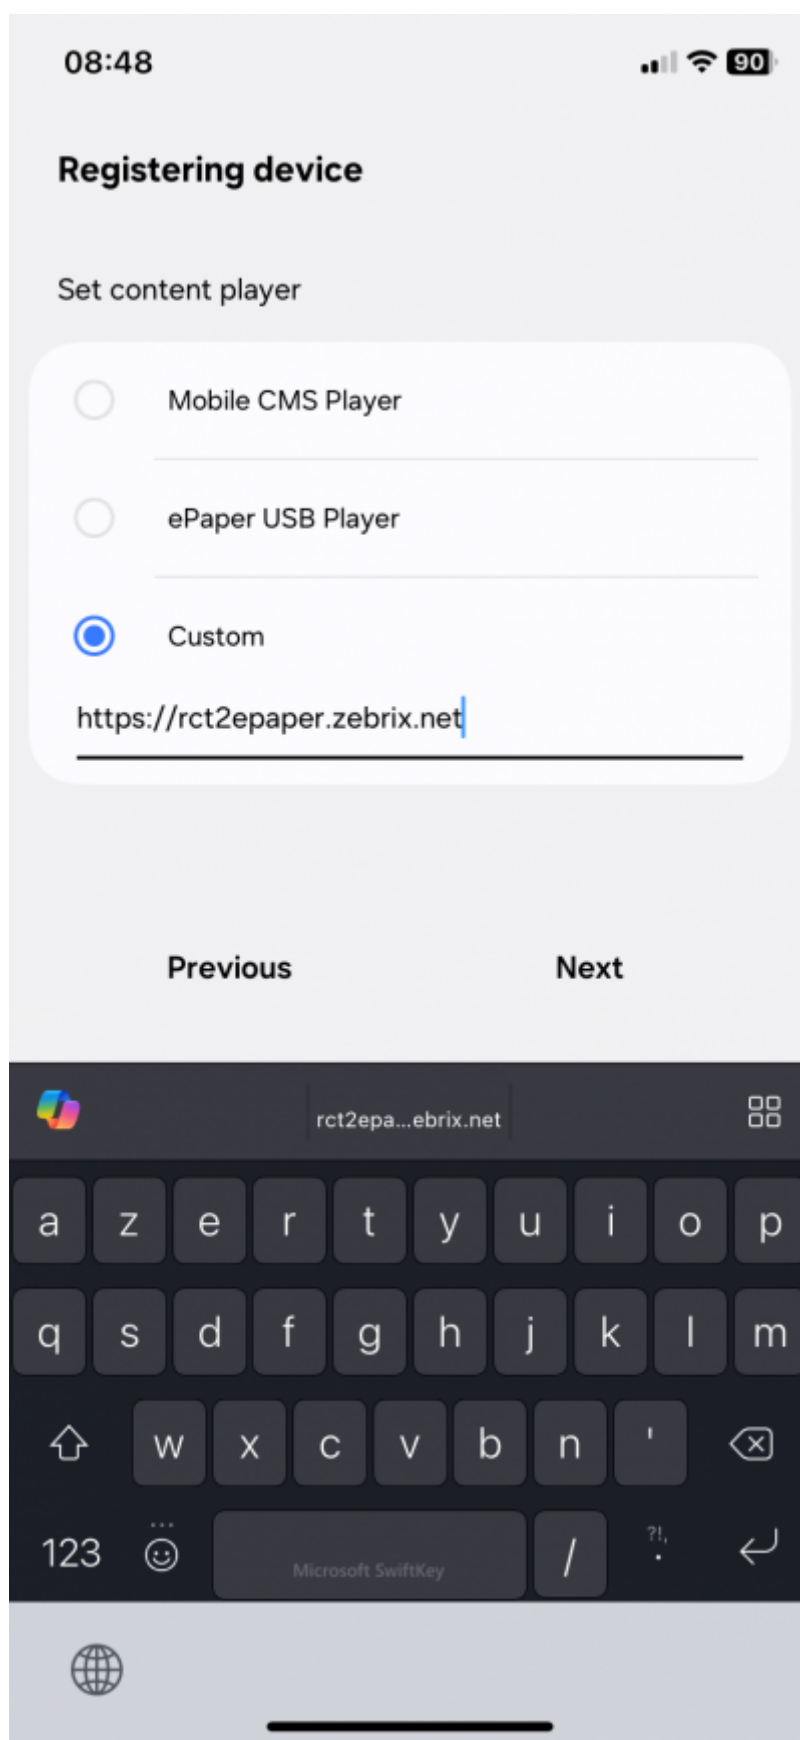 08:48
90
Registering device
Set content player
Mobile CMS Player
ePaper USB Player
Custom
https://rct2epaper.zebrix.net
Previous Next
rct2epa...ebrix.net
a z e r t y u i o p
q s d f g h j k l m
w x c v b n '
123 Microsoft SwiftKey / ?!, .